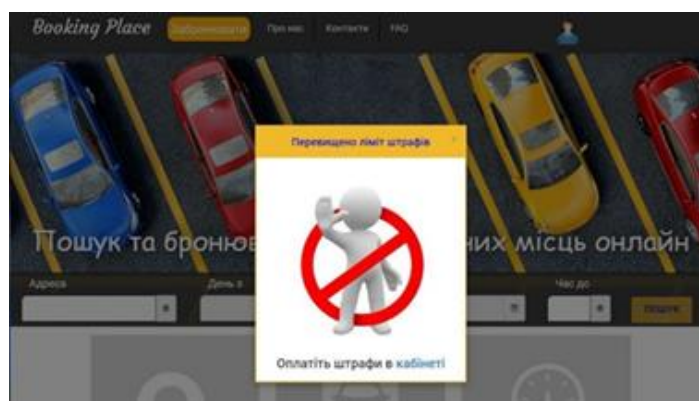 Booking Place Забронювати Про нас Контакти FAQ
Перевищено ліміт штрафів ×
Пошук та бронюв них місць онлайн
Адреса День з Час до
ПОШУК
Оплатіть штрафи в кабінеті